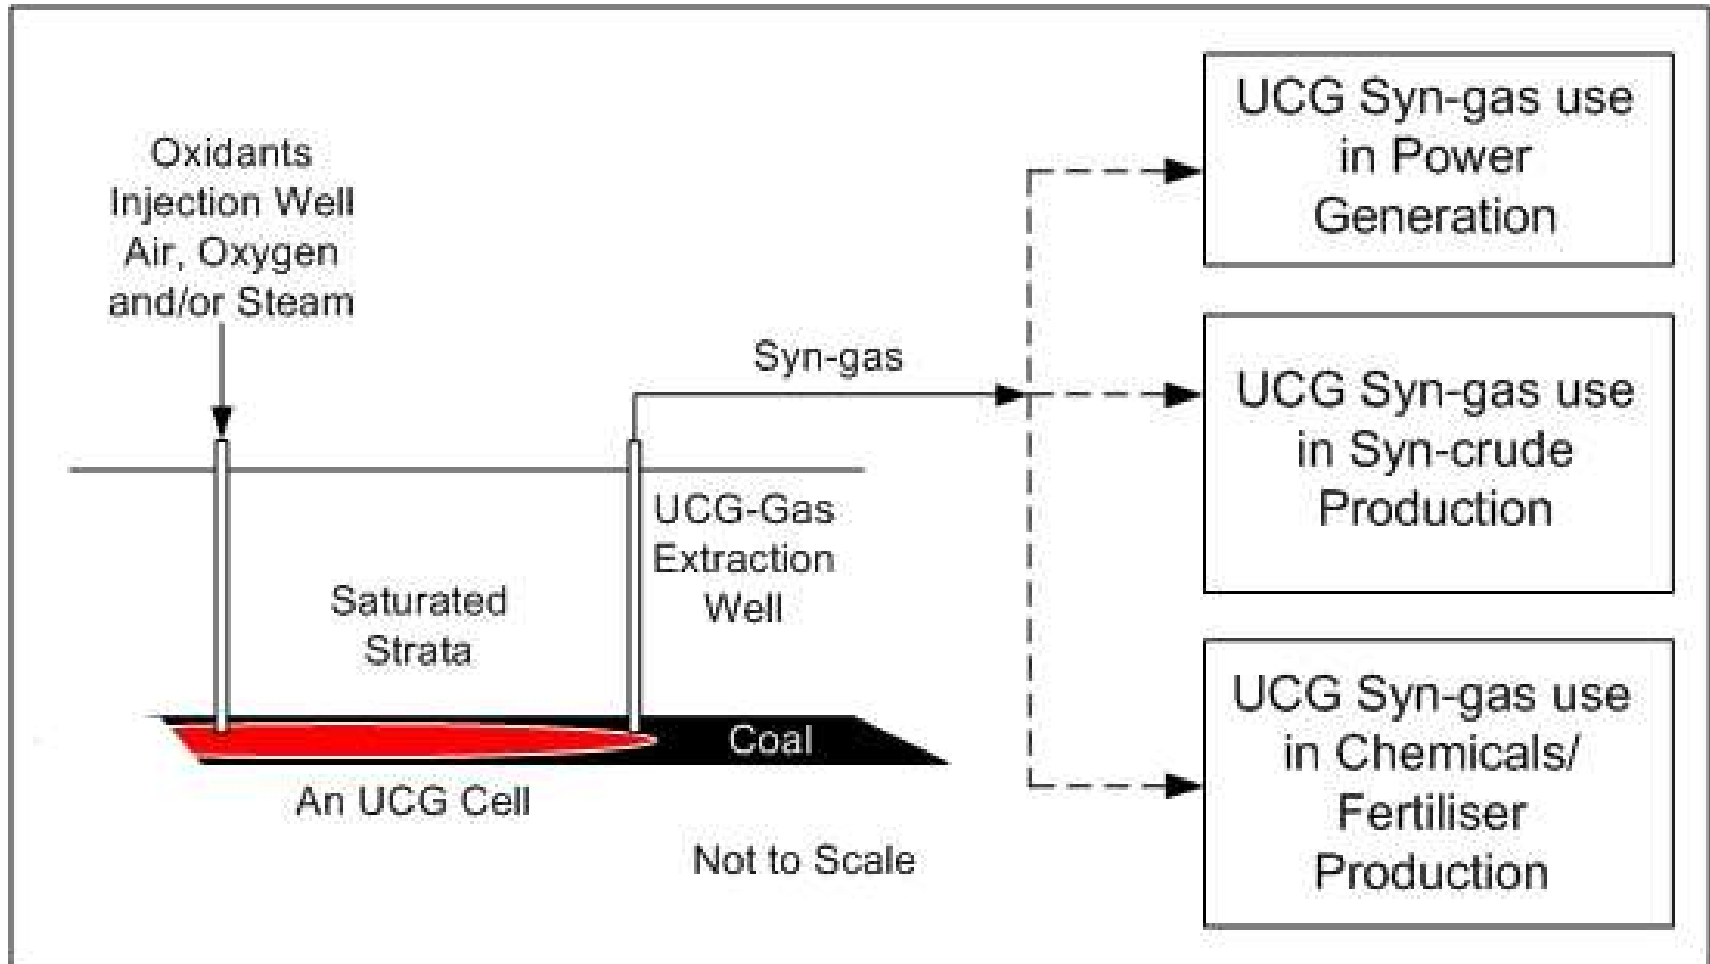 Oxidants
Injection Well
Air, Oxygen
and/or Steam
Syn-gas
UCG-Gas
Extraction
Well
Saturated
Strata
Coal
An UCG Cell
Not to Scale
UCG Syn-gas use
in Power
Generation
UCG Syn-gas use
in Syn-crude
Production
UCG Syn-gas use
in Chemicals/
Fertiliser
Production